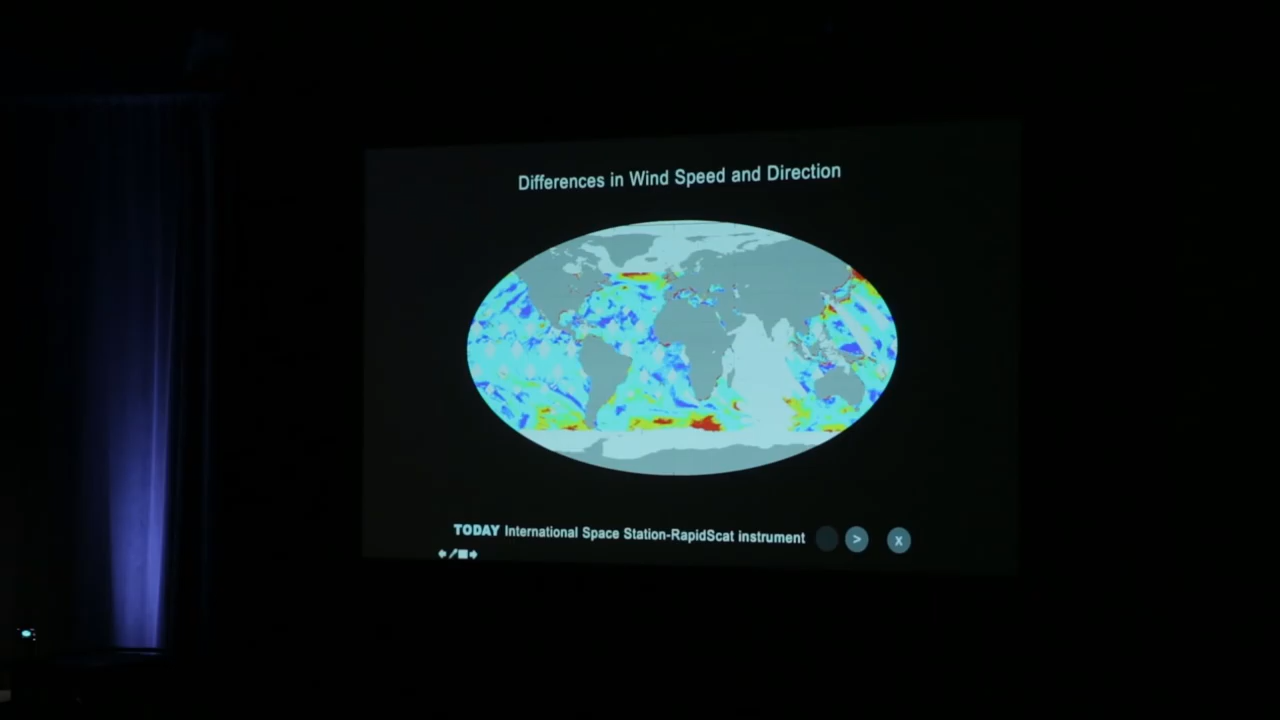 Differences in Wind Speed and Direction
TODAY International Space Station-RapidScat instrument
> X